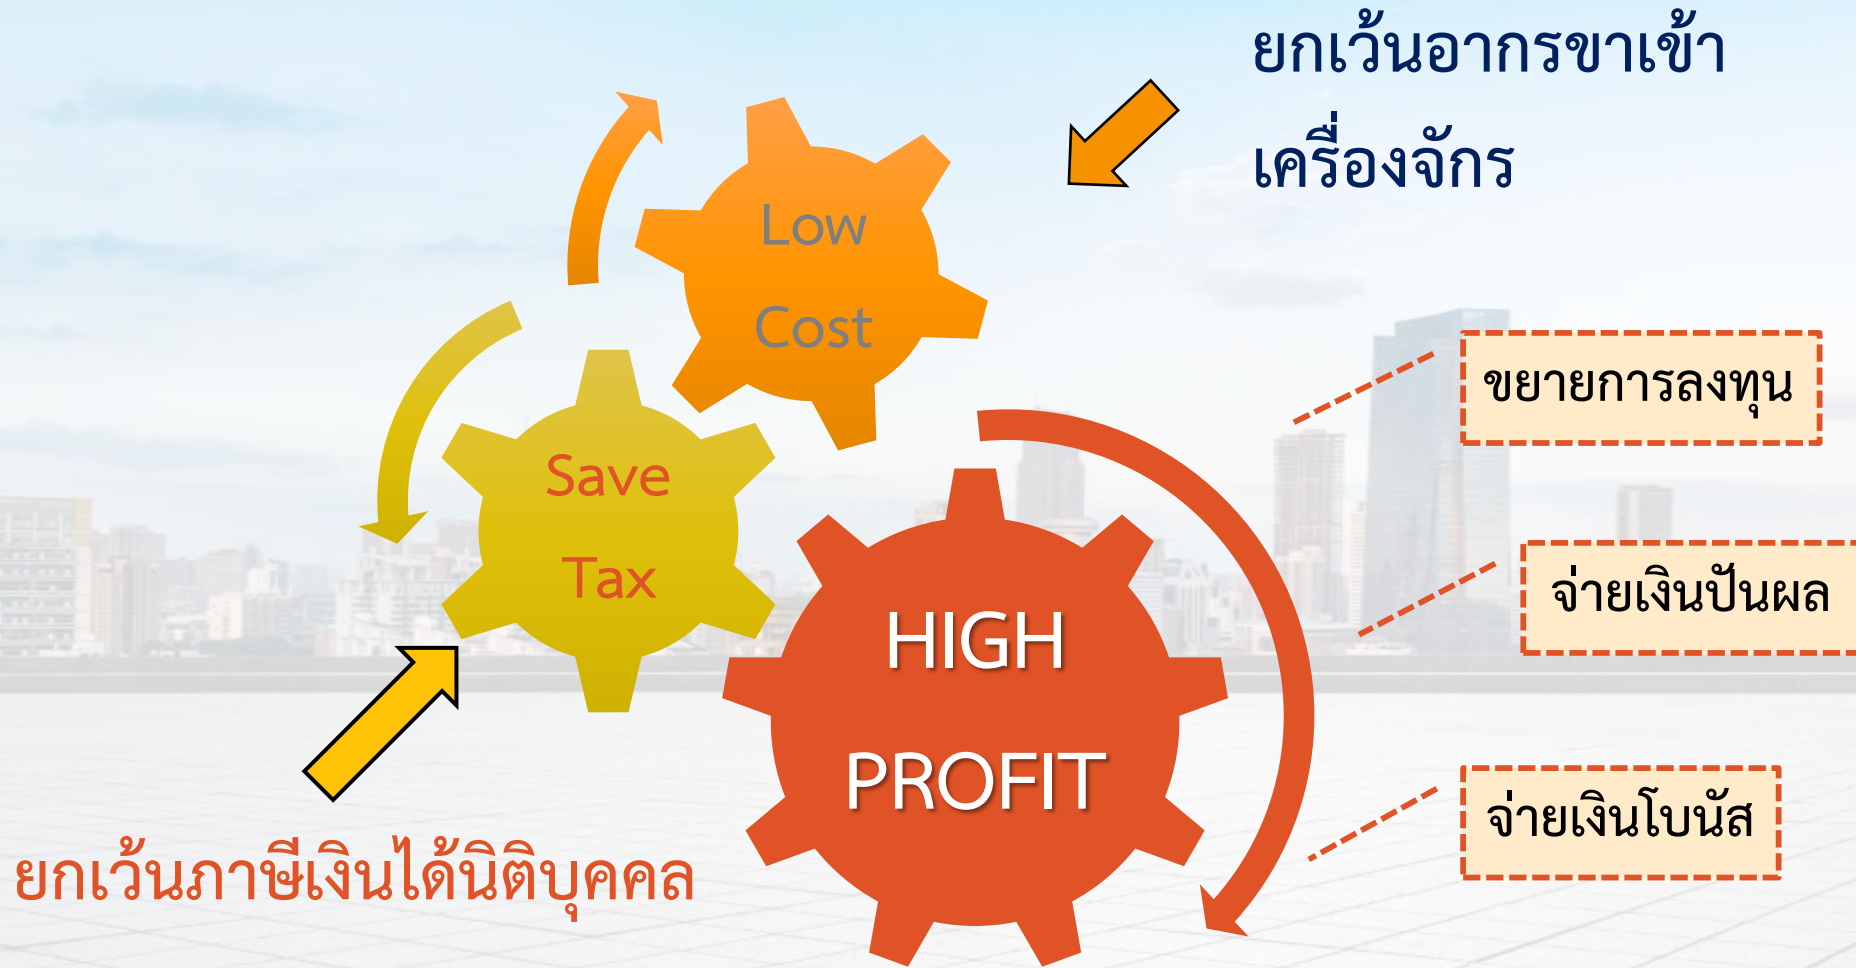 ยกเว้นอากรขาเข้า
เครื่องจักร
Low
Cost
Save
Tax
HIGH
PROFIT
ขยายการลงทุน
จ่ายเงินปันผล
จ่ายเงินโบนัส
ยกเว้นภาษีเงินได้นิติบุคคล